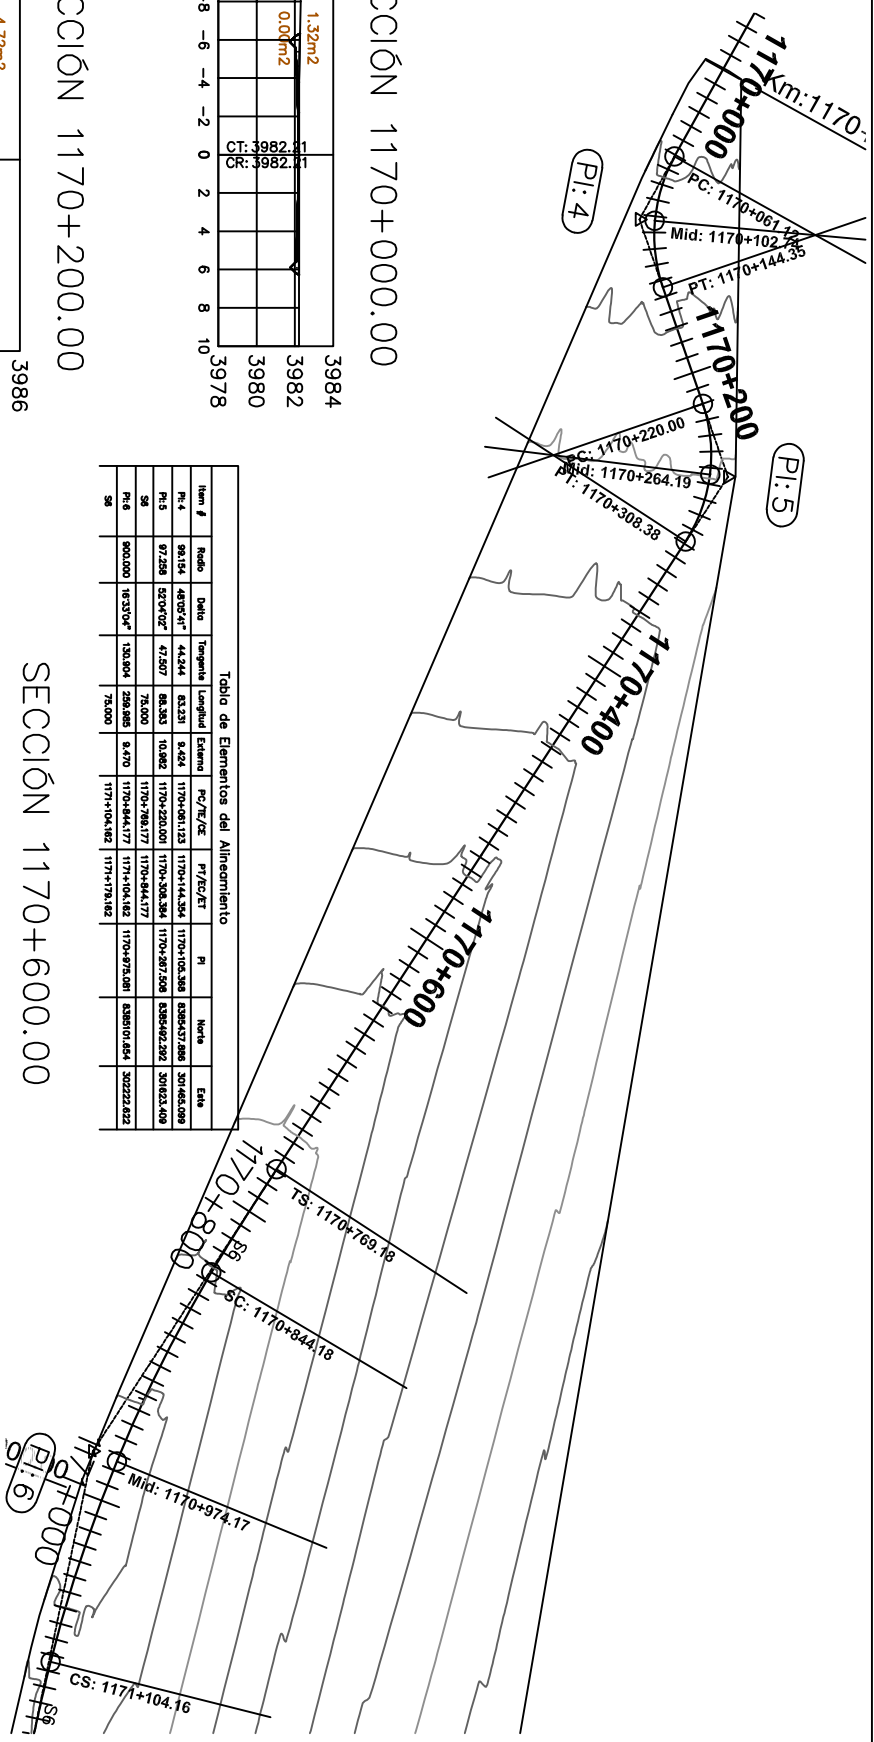 1170+000
Km:1170+
PI: 4
PC: 1170+061.12
Mid: 1170+102.74
PT: 1170+144.35
1170+200
PI: 5
PC: 1170+220.00
Mid: 1170+264.19
PT: 1170+308.38
1170+400
1170+600
TS: 1170+769.18
1170+800
S6
SC: 1170+844.18
PI: 6
Mid: 1170+974.17
+000
CS: 1171+104.16
S6
CCIÓN 1170+000.00
1.32m2
0.00m2
CT: 3982.21
CR: 3982.11
3984
3982
3980
3978
-8 -6 -4 -2 0 2 4 6 8 10
CCIÓN 1170+200.00
4.72m2
3986
Tabla de Elementos del Alineamiento
Item # Radio Delta Tangente Longitud Externa PC/TE/CE PT/EC/ET PI Norte Este
PI: 4 99.154 48°05'41" 44.244 83.231 9.424 1170+061.123 1170+144.354 1170+105.368 8385437.886 301465.099
PI: 5 97.258 52°04'02" 47.507 88.383 10.982 1170+220.001 1170+308.384 1170+267.508 8385492.292 301623.409
S6 75.000 1170+769.177 1170+844.177
PI: 6 900.000 16°33'04" 130.904 259.985 9.470 1170+844.177 1171+104.162 1170+975.081 8385101.654 302222.622
S6 75.000 1171+104.162 1171+179.162
SECCIÓN 1170+600.00